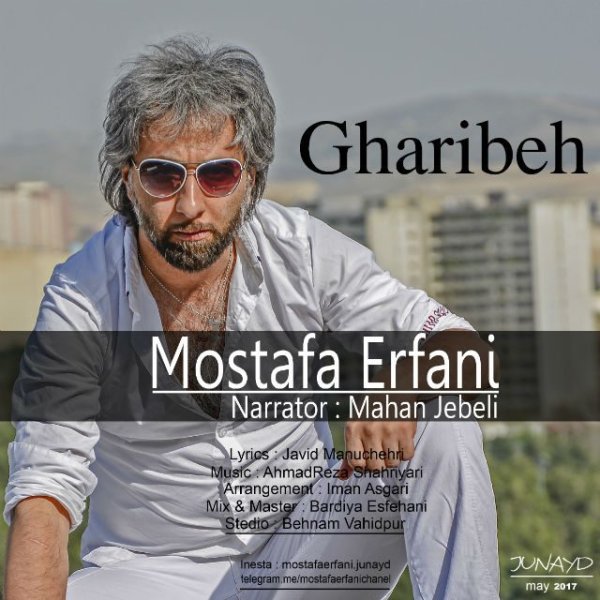 Gharibeh
Mostafa Erfani
Narrator : Mahan Jebeli
Lyrics : Javid Manuchehri
Music : AhmadReza Shahriyari
Arrangement : Iman Asgari
Mix & Master : Bardiya Esfehani
Stedio : Behnam Vahidpur
Inesta : mostafaerfani.junayd
telegram.me/mostafaerfanichanel
JUNAYD
may 2017